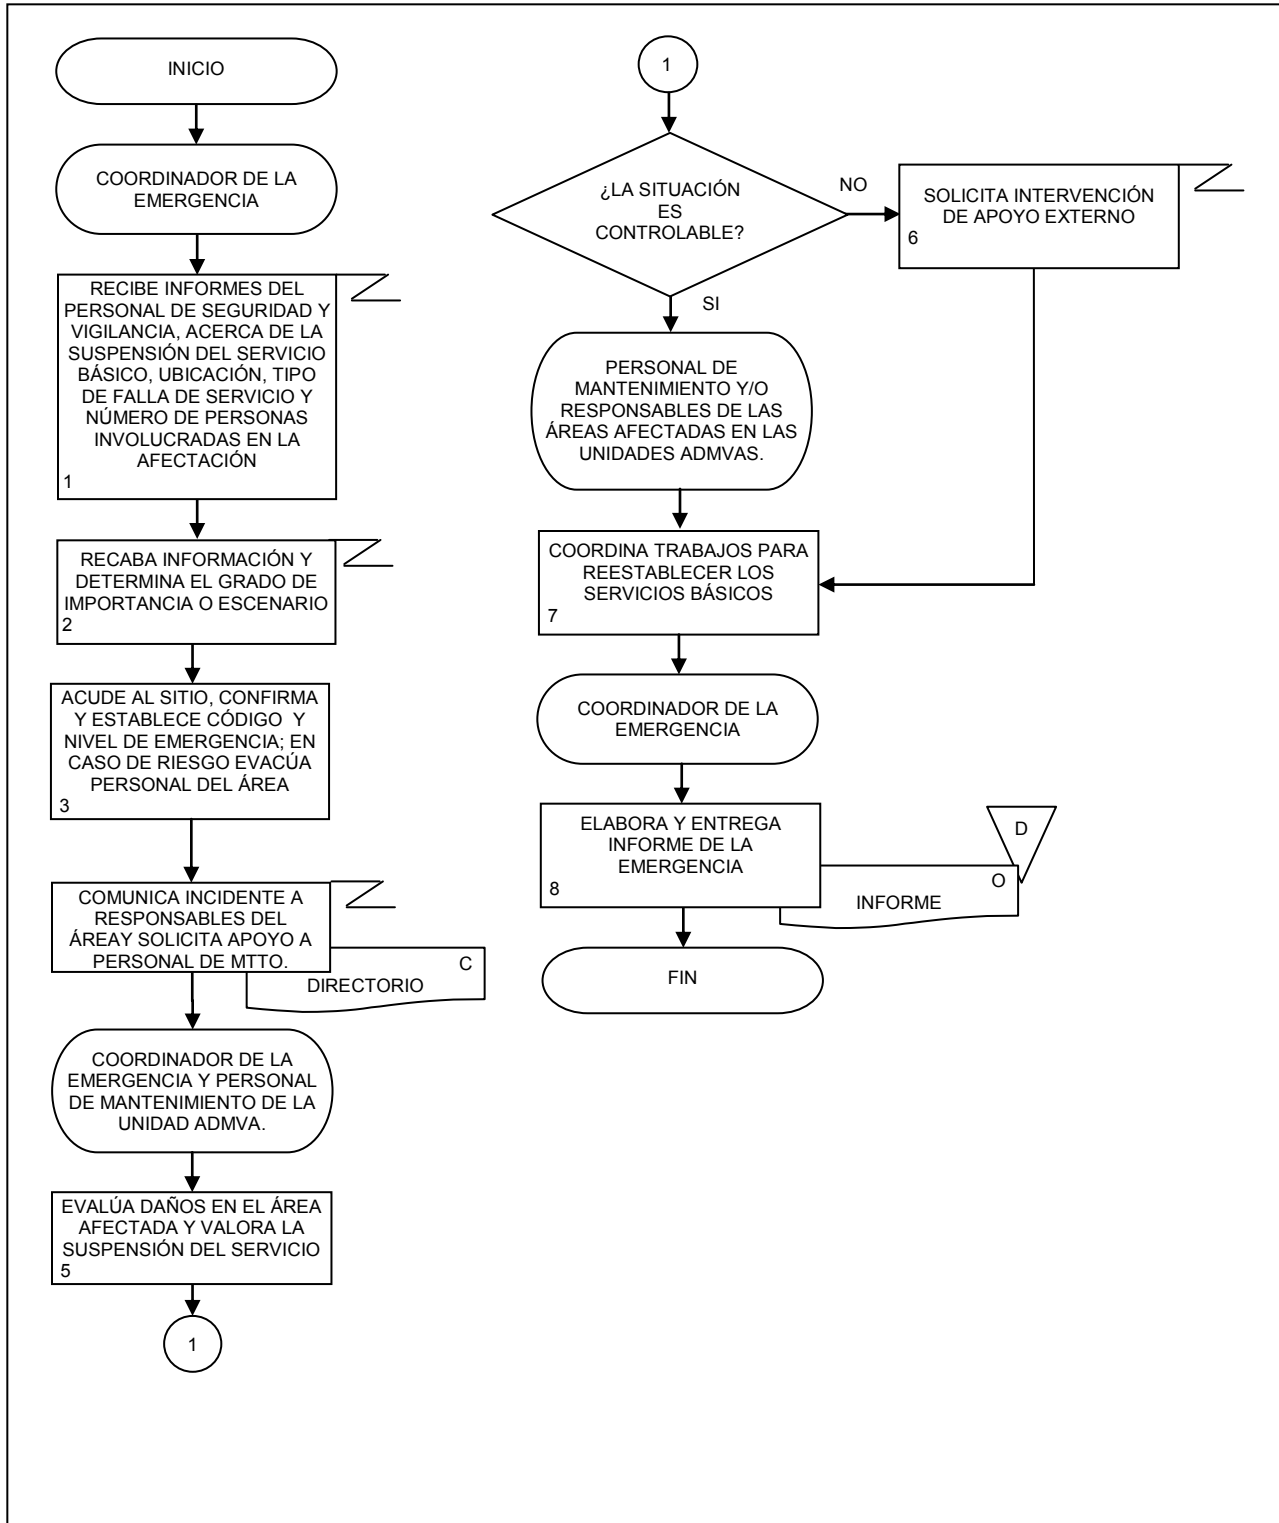 INICIO
COORDINADOR DE LA
EMERGENCIA
RECIBE INFORMES DEL
PERSONAL DE SEGURIDAD Y
VIGILANCIA, ACERCA DE LA
SUSPENSIÓN DEL SERVICIO
BÁSICO, UBICACIÓN, TIPO
DE FALLA DE SERVICIO Y
NÚMERO DE PERSONAS
INVOLUCRADAS EN LA
AFECTACIÓN
1
RECABA INFORMACIÓN Y
DETERMINA EL GRADO DE
IMPORTANCIA O ESCENARIO
2
ACUDE AL SITIO, CONFIRMA
Y ESTABLECE CÓDIGO  Y
NIVEL DE EMERGENCIA; EN
CASO DE RIESGO EVACÚA
PERSONAL DEL ÁREA
3
COMUNICA INCIDENTE A
RESPONSABLES DEL
ÁREAY SOLICITA APOYO A
PERSONAL DE MTTO.
C
DIRECTORIO
COORDINADOR DE LA
EMERGENCIA Y PERSONAL
DE MANTENIMIENTO DE LA
UNIDAD ADMVA.
EVALÚA DAÑOS EN EL ÁREA
AFECTADA Y VALORA LA
SUSPENSIÓN DEL SERVICIO
5
1
1
¿LA SITUACIÓN
ES
CONTROLABLE?
NO
SOLICITA INTERVENCIÓN
DE APOYO EXTERNO
6
SI
PERSONAL DE
MANTENIMIENTO Y/O
RESPONSABLES DE LAS
ÁREAS AFECTADAS EN LAS
UNIDADES ADMVAS.
COORDINA TRABAJOS PARA
REESTABLECER LOS
SERVICIOS BÁSICOS
7
COORDINADOR DE LA
EMERGENCIA
ELABORA Y ENTREGA
INFORME DE LA
EMERGENCIA
8
D
O
INFORME
FIN